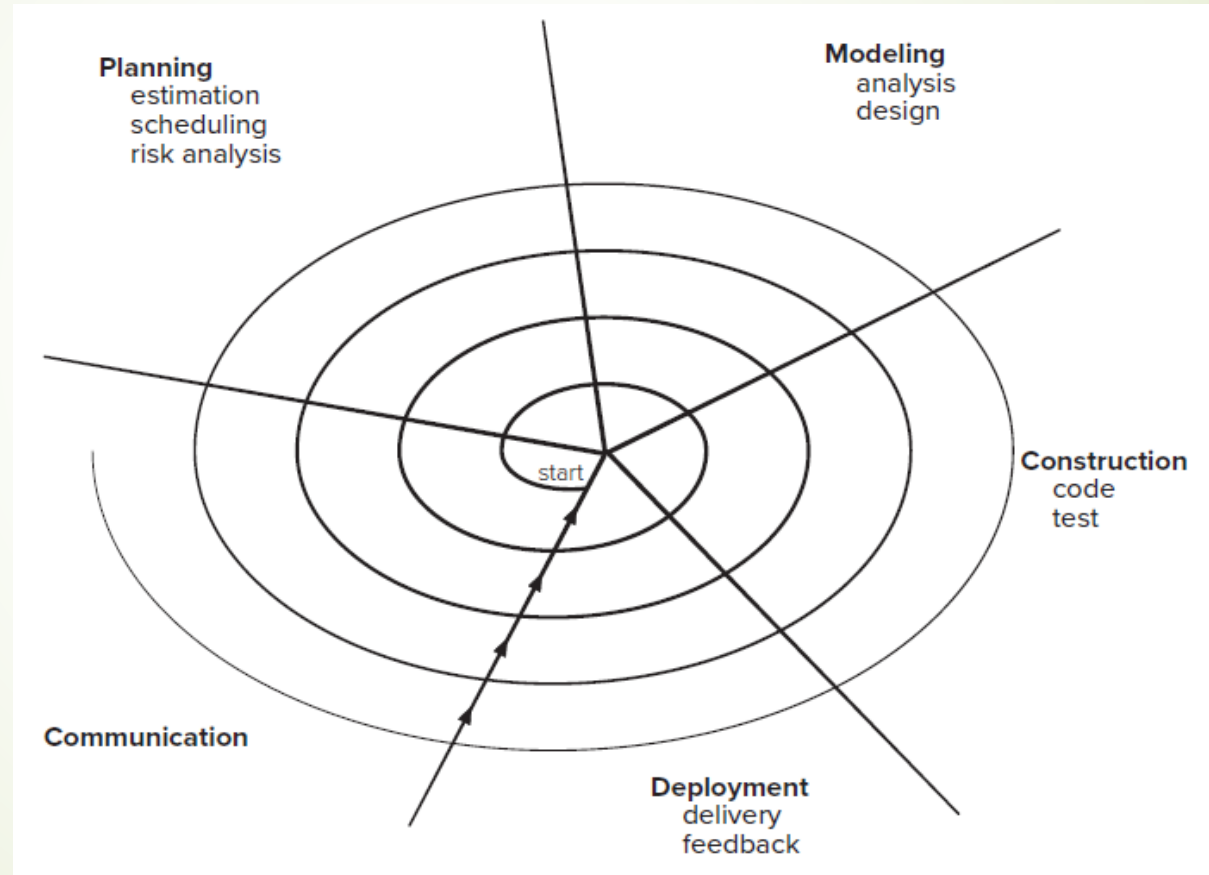 Planning
estimation
scheduling
risk analysis
Modeling
analysis
design
start
Construction
code
test
Communication
Deployment
delivery
feedback